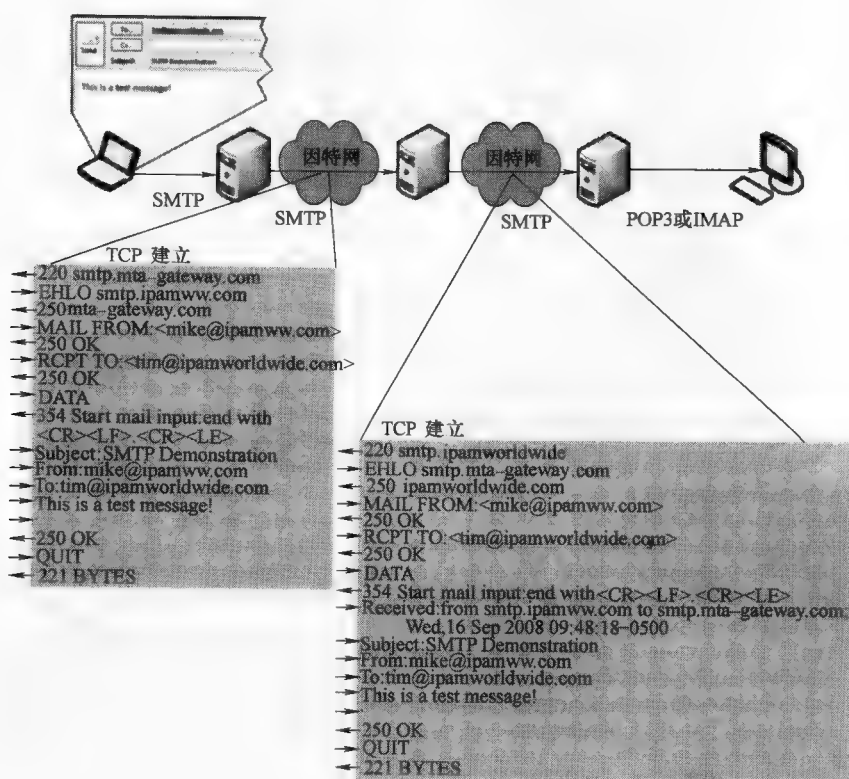 To...
Cc...
Send
Subject:
SMTP Demonstration
This is a test message!
因特网
因特网
SMTP
SMTP
SMTP
POP3或IMAP
TCP 建立
220 smtp.mta-gateway.com
EHLO smtp.ipamww.com
250mta-gateway.com
MAIL FROM:<mike@ipamww.com>
250 OK
RCPT TO:<tim@ipamworldwide.com>
250 OK
DATA
354 Start mail input:end with
<CR><LF>.<CR><LE>
Subject:SMTP Demonstration
From:mike@ipamww.com
To:tim@ipamworldwide.com
This is a test message!
.
250 OK
QUIT
221 BYTES
TCP 建立
220 smtp.ipamworldwide
EHLO smtp.mta-gateway.com
250 ipamworldwide.com
MAIL FROM:<mike@ipamww.com>
250 OK
RCPT TO:<tim@ipamworldwide.com>
250 OK
DATA
354 Start mail input:end with<CR><LF>.<CR><LE>
Received:from smtp.ipamww.com to smtp.mta-gateway.com;
Wed,16 Sep 2008 09:48:18-0500
Subject:SMTP Demonstration
From:mike@ipamww.com
To:tim@ipamworldwide.com
This is a test message!
.
250 OK
QUIT
221 BYTES